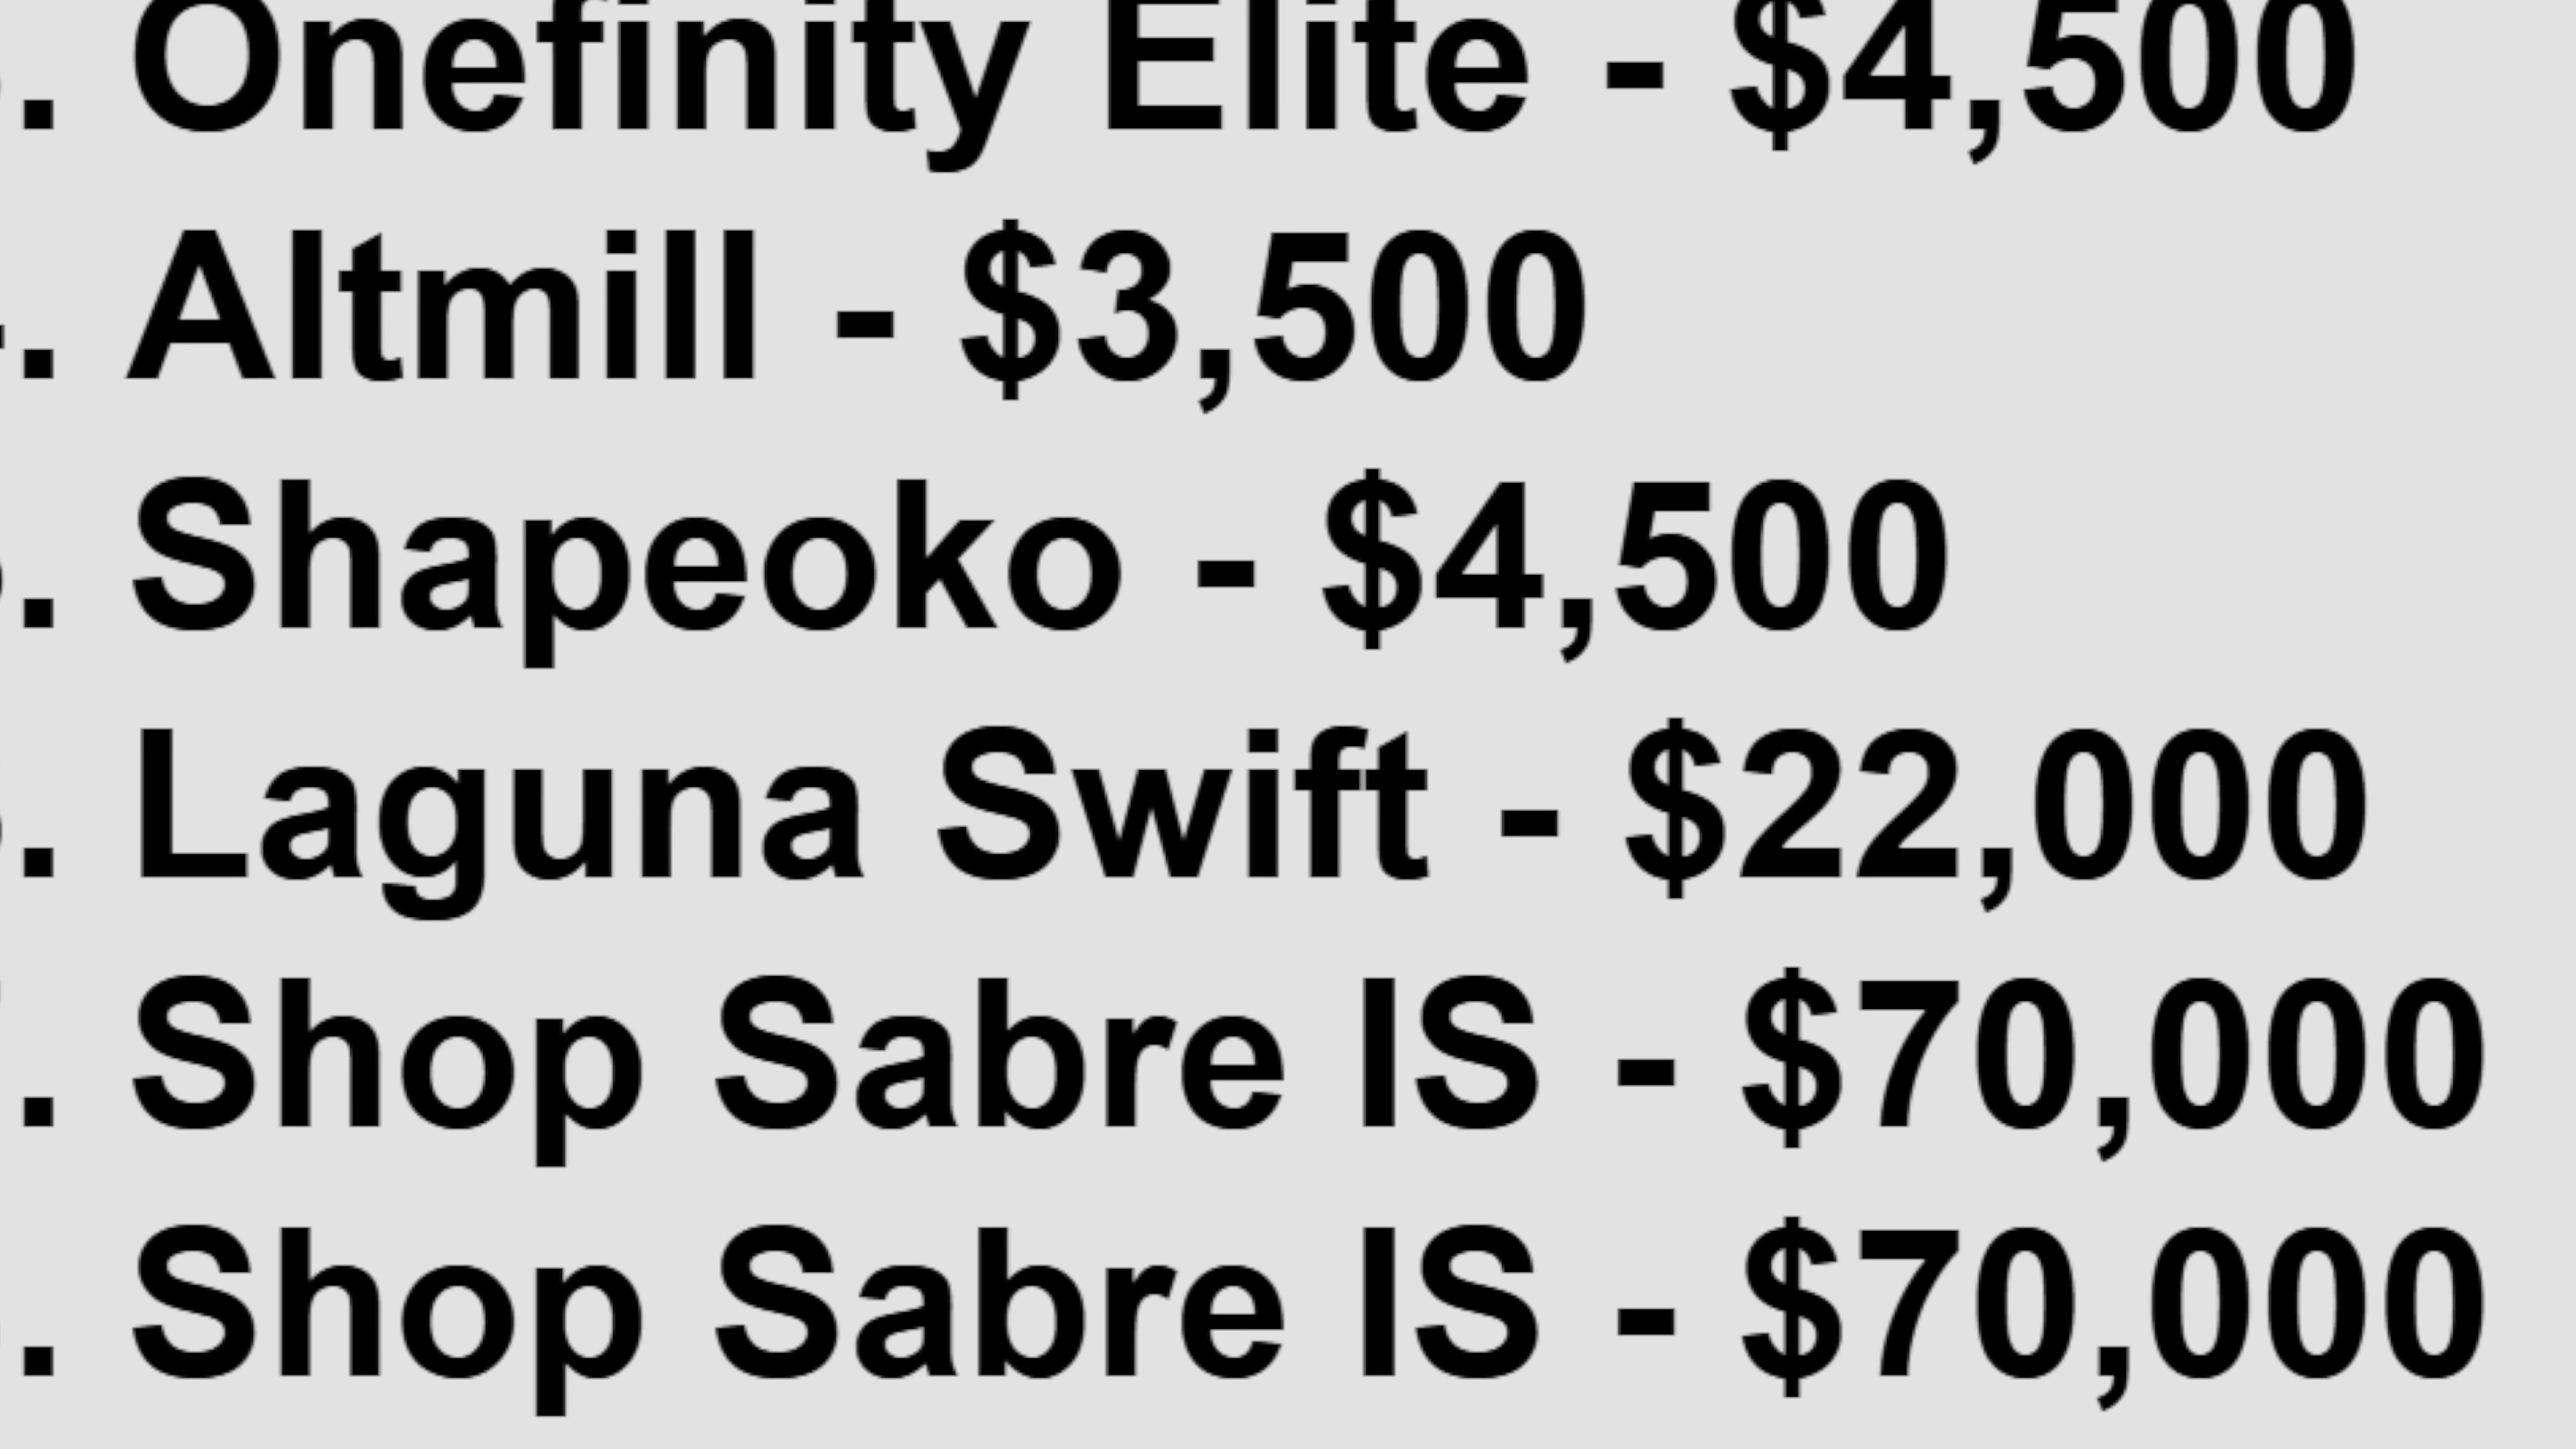 . Onefinity Elite - $4,500
. Altmill - $3,500
. Shapeoko - $4,500
. Laguna Swift - $22,000
. Shop Sabre IS - $70,000
. Shop Sabre IS - $70,000